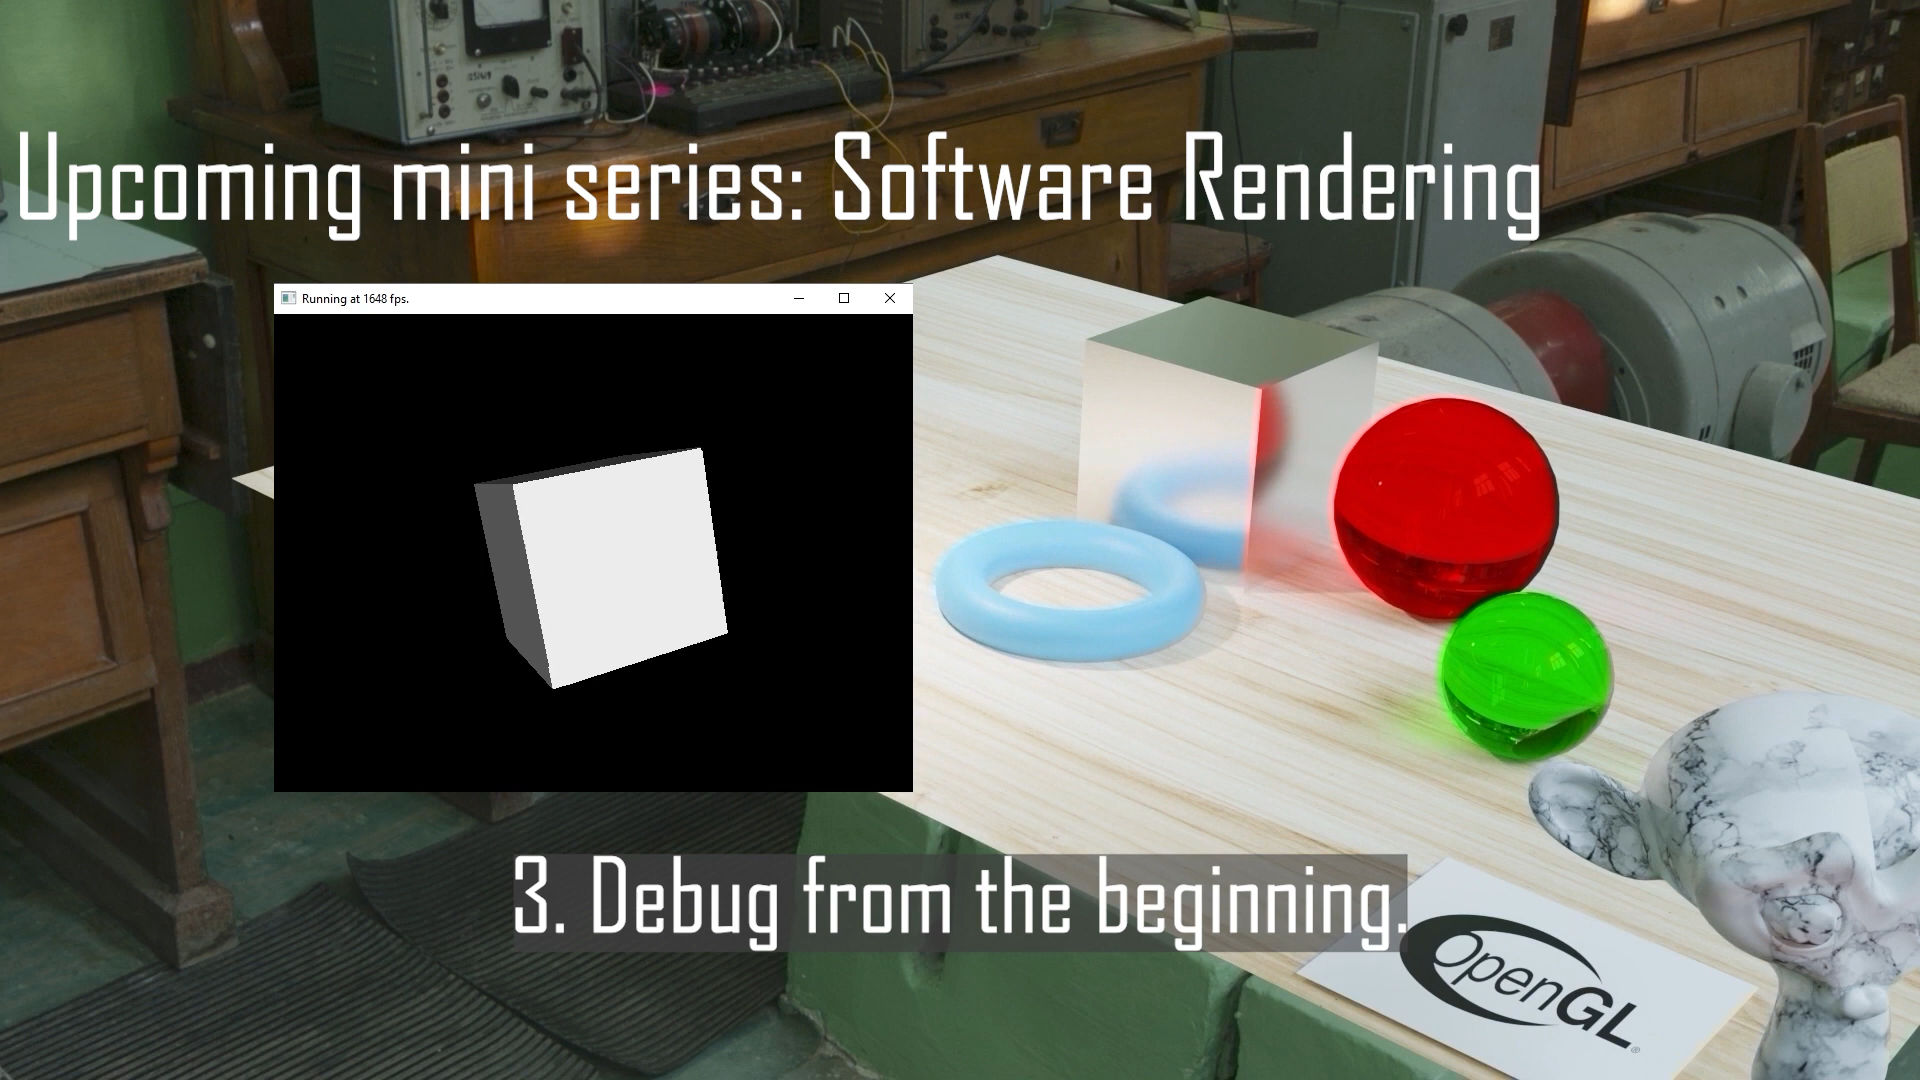 Upcoming mini series: Software Rendering
Running at 1648 fps.
3. Debug from the beginning.
OpenGL®